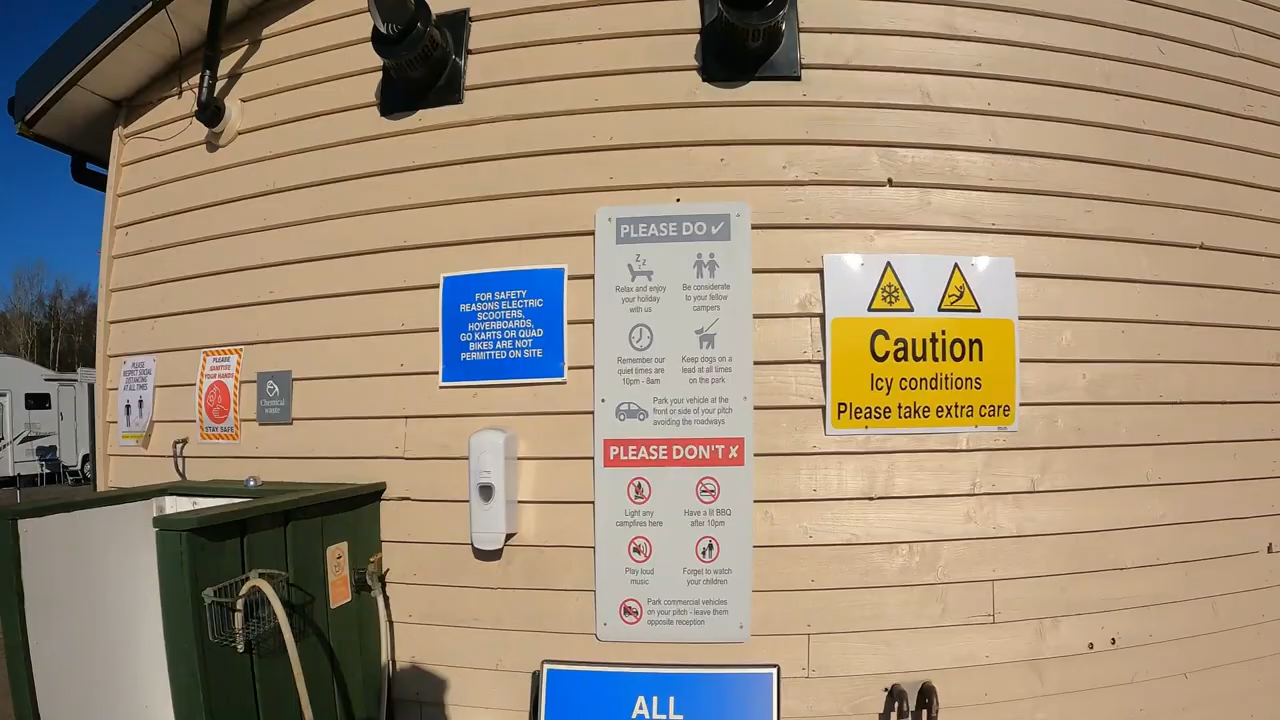 PLEASE
RESPECT SOCIAL
DISTANCING
AT ALL TIMES
PLEASE
SANITISE
YOUR HANDS
STAY SAFE
Chemical
waste
FOR SAFETY
REASONS ELECTRIC
SCOOTERS,
HOVERBOARDS,
GO KARTS OR QUAD
BIKES ARE NOT
PERMITTED ON SITE
PLEASE DO ✓
Relax and enjoy
your holiday
with us
Be considerate
to your fellow
campers
Remember our
quiet times are
10pm - 8am
Keep dogs on a
lead at all times
on the park
Park your vehicle at the
front or side of your pitch
avoiding the roadways
PLEASE DON'T ✗
Light any
campfires here
Have a lit BBQ
after 10pm
Play loud
music
Forget to watch
your children
Park commercial vehicles
on your pitch - leave them
opposite reception
Caution
Icy conditions
Please take extra care
ALL